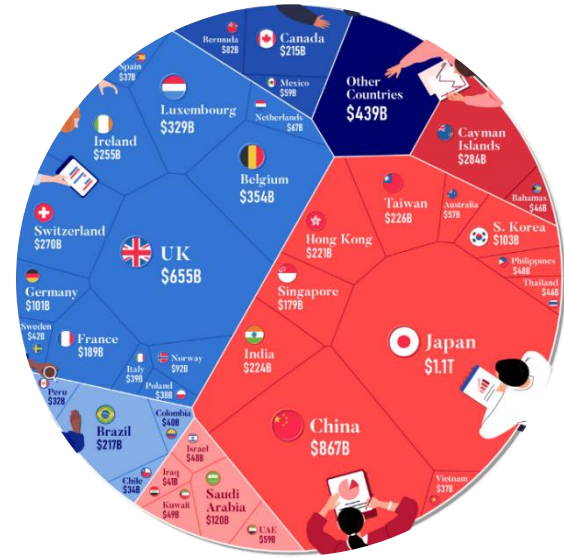 Bermuda
$82B
Canada
$215B
Mexico
$59B
Spain
$37B
Luxembourg
$329B
Netherlands
$67B
Ireland
$255B
Belgium
$354B
Switzerland
$270B
UK
$655B
Germany
$101B
Sweden
$42B
France
$189B
Italy
$39B
Norway
$92B
Poland
$38B
Other
Countries
$439B
Cayman
Islands
$284B
Bahamas
$46B
Taiwan
$226B
Australia
$57B
S. Korea
$103B
Hong Kong
$221B
Philippines
$48B
Singapore
$179B
Thailand
$46B
India
$224B
Japan
$1.1T
China
$867B
Vietnam
$37B
Peru
$32B
Brazil
$217B
Colombia
$40B
Chile
$34B
Israel
$48B
Iraq
$41B
Kuwait
$49B
Saudi
Arabia
$120B
UAE
$59B